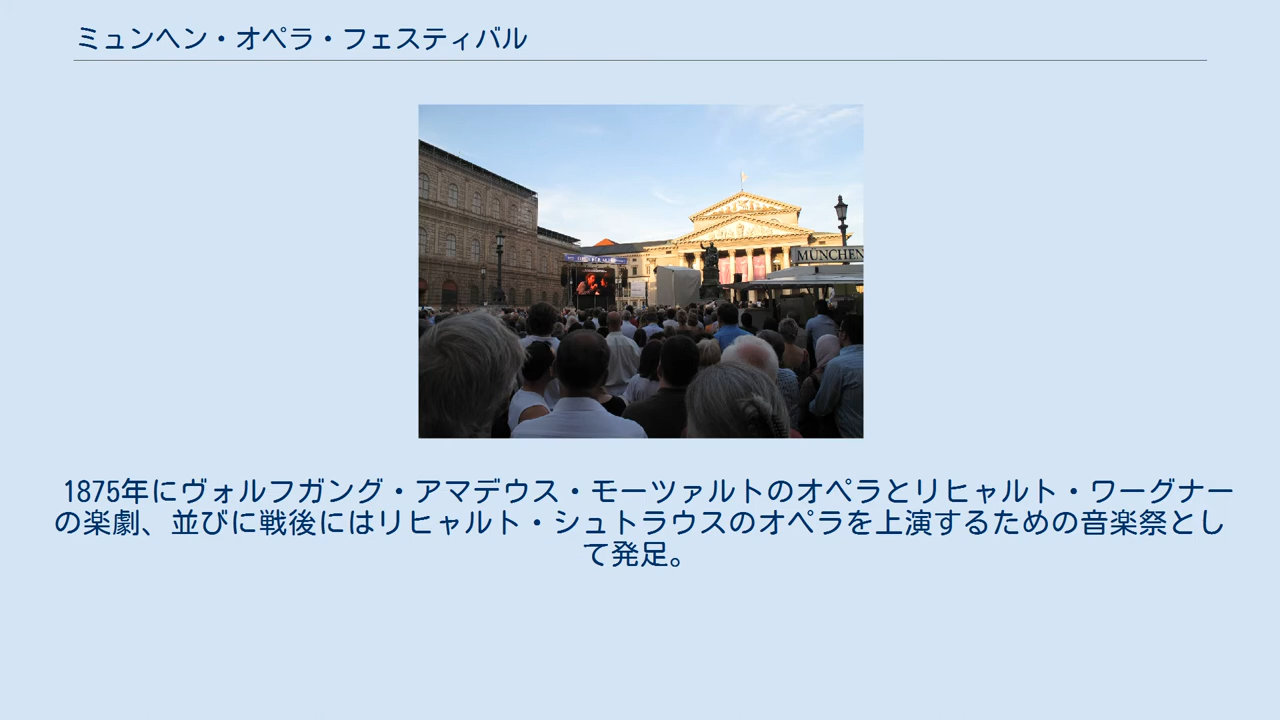 ミュンヘン・オペラ・フェスティバル
MÜNCHEN
1875年にヴォルフガング・アマデウス・モーツァルトのオペラとリヒャルト・ワーグナー
の楽劇、並びに戦後にはリヒャルト・シュトラウスのオペラを上演するための音楽祭とし
て発足。